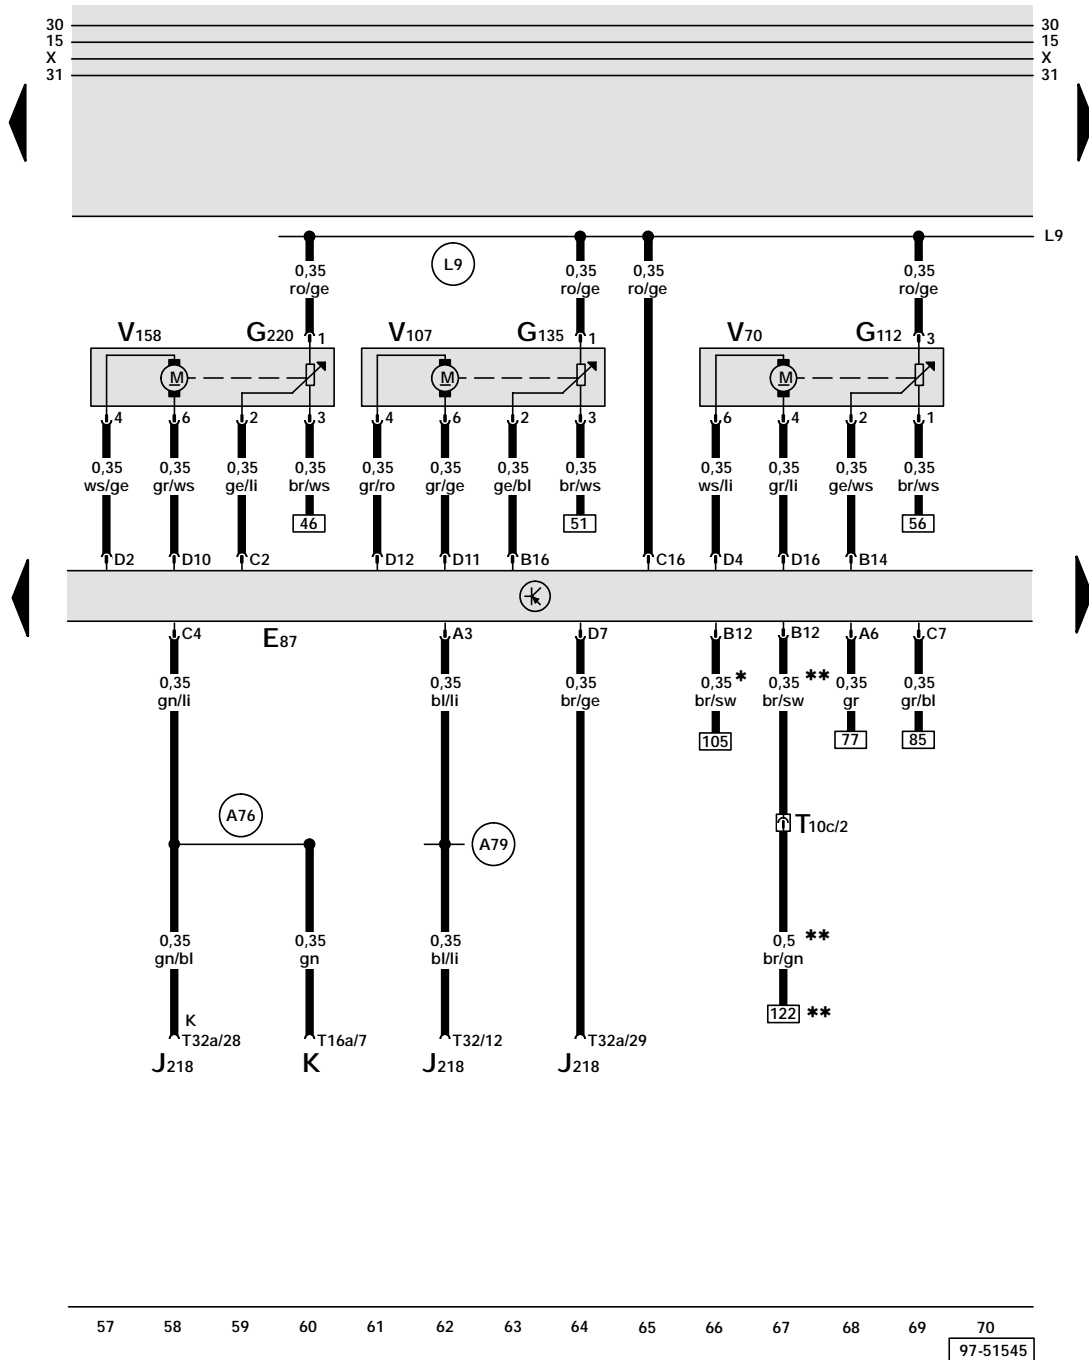 30 30
15 15
X X
31 31
L9
L9
0,35 0,35 0,35 0,35
ro/ge ro/ge ro/ge ro/ge
V158 G220 1 V107 G135 1 V70 G112 3
M M M
4 6 2 3 4 6 2 3 6 4 2 1
0,35 0,35 0,35 0,35 0,35 0,35 0,35 0,35 0,35 0,35 0,35 0,35
ws/ge gr/ws ge/li br/ws gr/ro gr/ge ge/bl br/ws ws/li gr/li ge/ws br/ws
46 51 56
D2 D10 C2 D12 D11 B16 C16 D4 D16 B14
C4 E87 A3 D7 B12 B12 A6 C7
0,35 0,35 0,35 0,35 * 0,35 ** 0,35 0,35
gn/li bl/li br/ge br/sw br/sw gr gr/bl
105 77 85
A76 T10c/2
A79
0,35 0,35 0,35 0,5 **
gn/bl gn bl/li br/gn
122 **
K
T32a/28 T16a/7 T32/12 T32a/29
J218 K J218 J218
57 58 59 60 61 62 63 64 65 66 67 68 69 70
97-51545